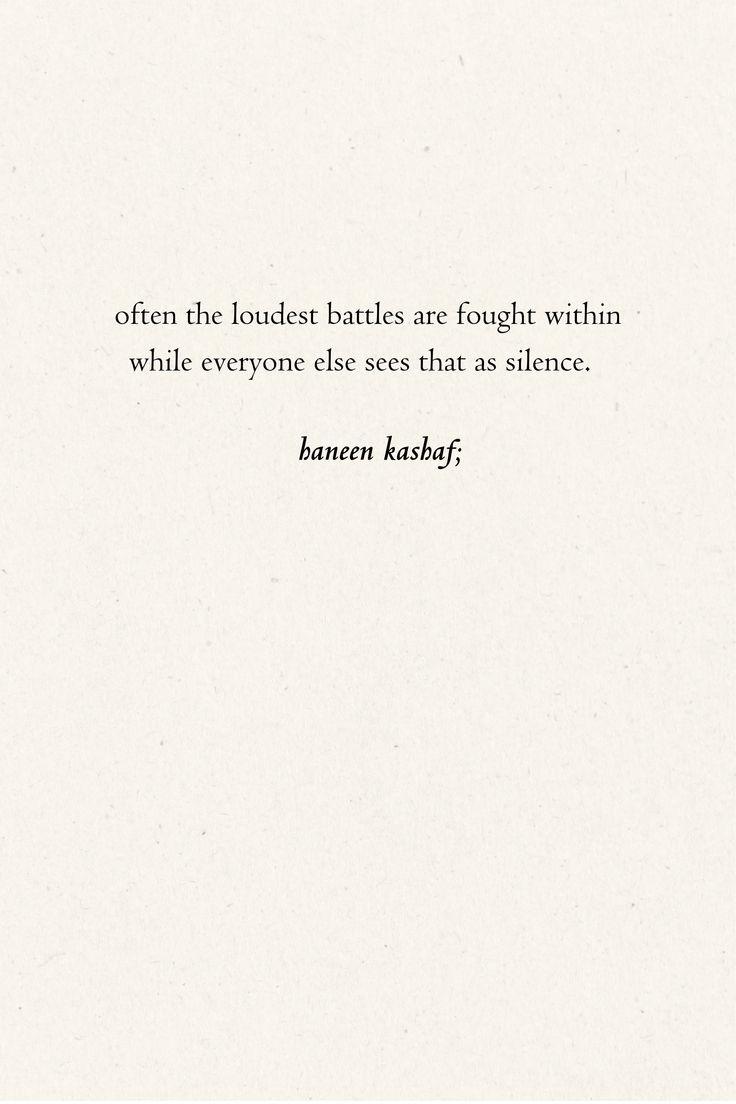 often the loudest battles are fought within
while everyone else sees that as silence.
haneen kashaf;